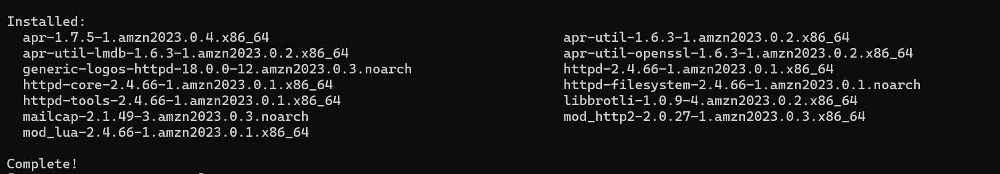 Installed:
apr-1.7.5-1.amzn2023.0.4.x86_64 apr-util-1.6.3-1.amzn2023.0.2.x86_64
apr-util-lmdb-1.6.3-1.amzn2023.0.2.x86_64 apr-util-openssl-1.6.3-1.amzn2023.0.2.x86_64
generic-logos-httpd-18.0.0-12.amzn2023.0.3.noarch httpd-2.4.66-1.amzn2023.0.1.x86_64
httpd-core-2.4.66-1.amzn2023.0.1.x86_64 httpd-filesystem-2.4.66-1.amzn2023.0.1.noarch
httpd-tools-2.4.66-1.amzn2023.0.1.x86_64 libbrotli-1.0.9-4.amzn2023.0.2.x86_64
mailcap-2.1.49-3.amzn2023.0.3.noarch mod_http2-2.0.27-1.amzn2023.0.3.x86_64
mod_lua-2.4.66-1.amzn2023.0.1.x86_64
Complete!